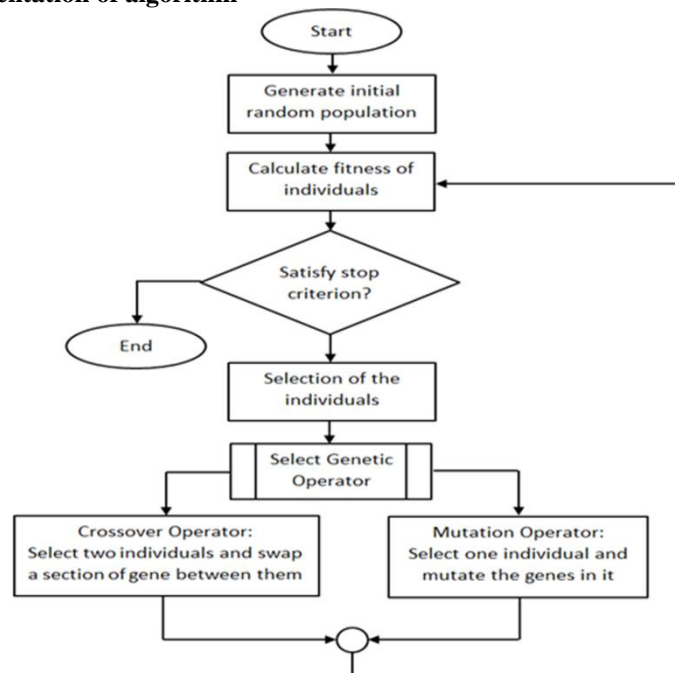 Start
Generate initial
random population
Calculate fitness of
individuals
Satisfy stop
criterion?
End
Selection of the
individuals
Select Genetic
Operator
Crossover Operator:
Select two individuals and swap
a section of gene between them
Mutation Operator:
Select one individual and
mutate the genes in it